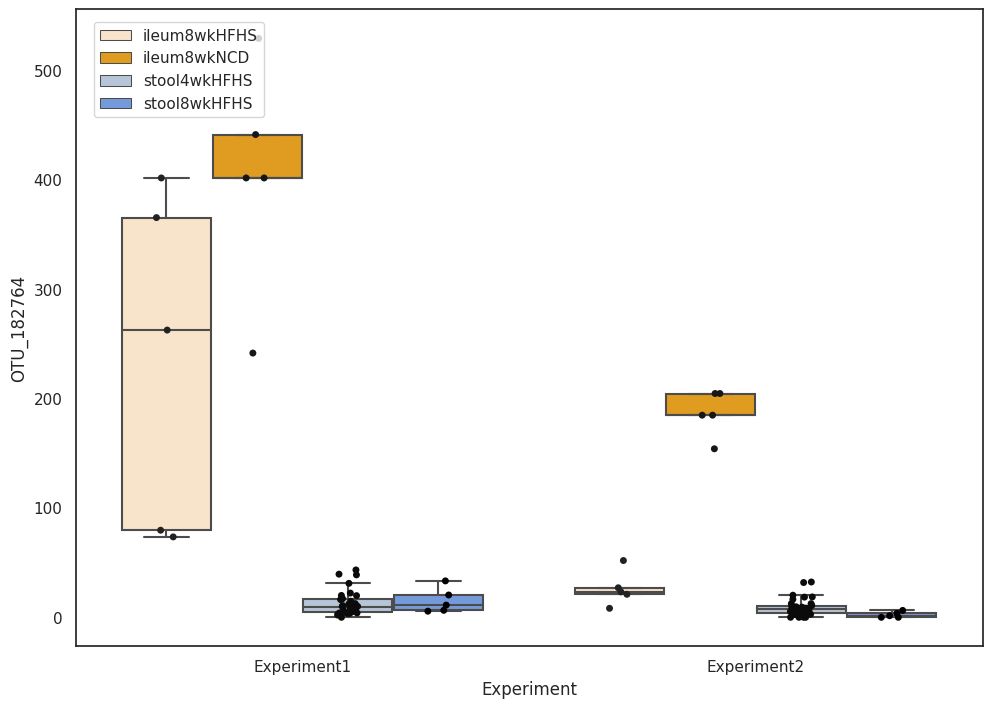 ileum8wkHFHS
ileum8wkNCD
stool4wkHFHS
stool8wkHFHS
500
400
300
200
100
0
OTU_182764
Experiment1
Experiment2
Experiment